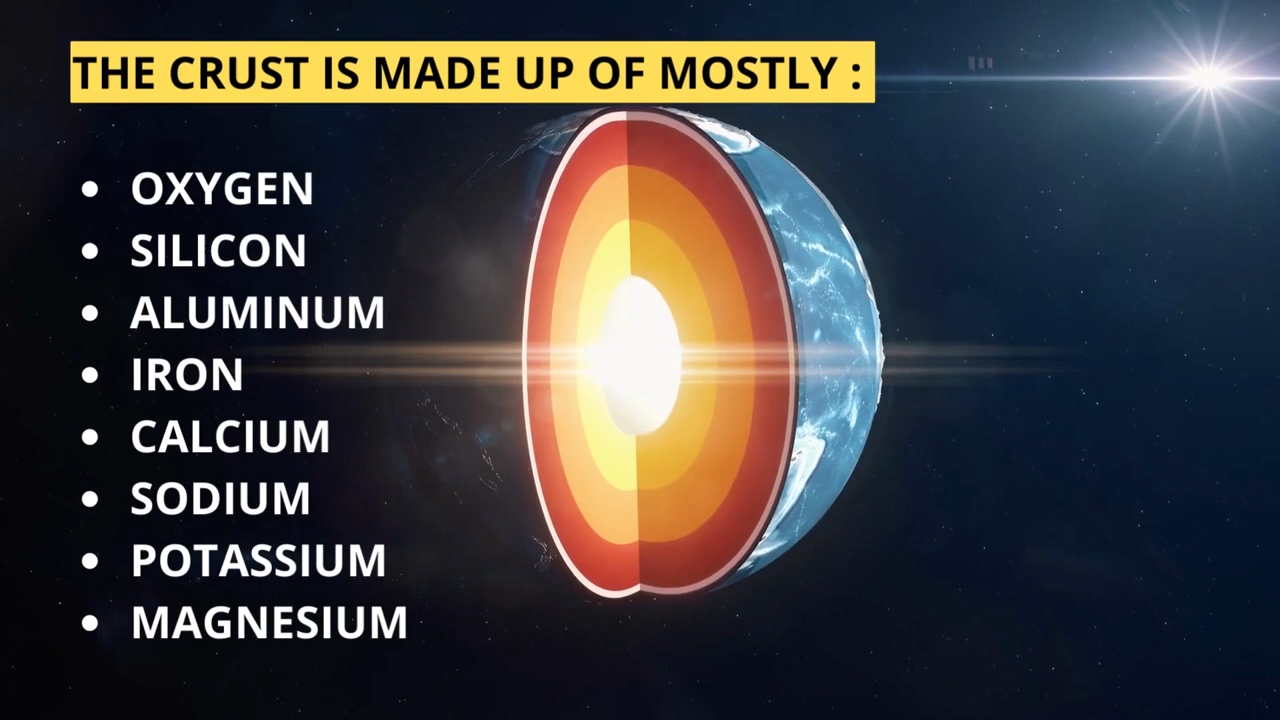 THE CRUST IS MADE UP OF MOSTLY :
• OXYGEN
• SILICON
• ALUMINUM
• IRON
• CALCIUM
• SODIUM
• POTASSIUM
• MAGNESIUM